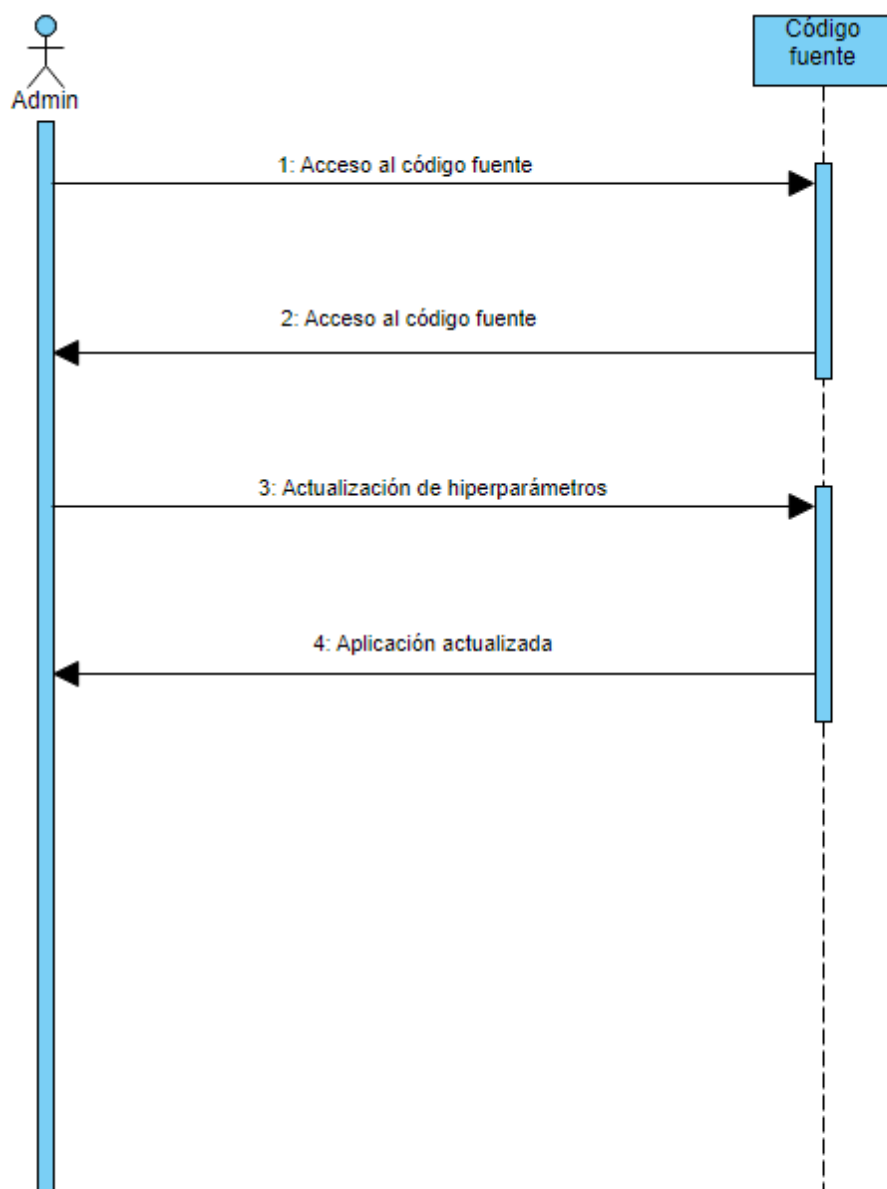 Código
fuente
Admin
1: Acceso al código fuente
2: Acceso al código fuente
3: Actualización de hiperparámetros
4: Aplicación actualizada